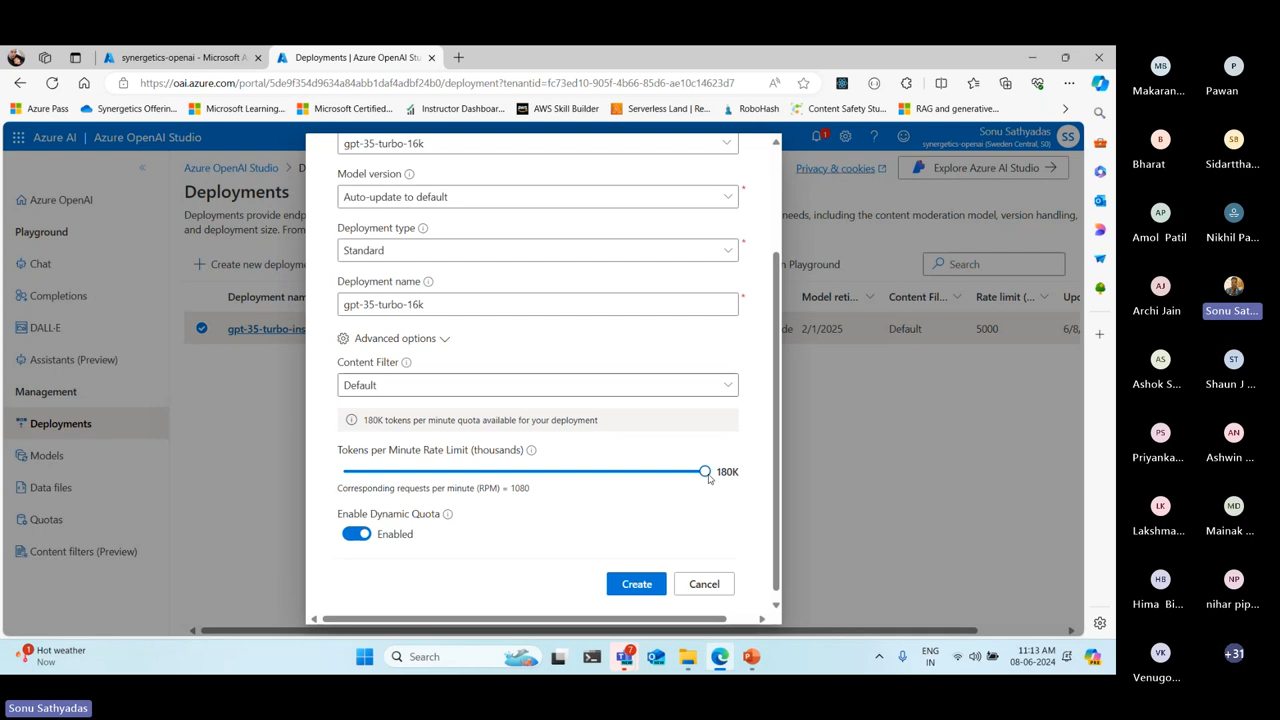 synergetics-openai - Microsoft A
Deployments | Azure OpenAI Stu
https://oai.azure.com/portal/5de9f354d9634a84abb1daf4adbf24b0/deployment?tenantid=fc73ed10-905f-4b66-85d6-ae10c14623d7
Azure Pass
Synergetics Offering...
Microsoft Learning...
Microsoft Certified...
Instructor Dashboar...
AWS Skill Builder
Serverless Land | Re...
RoboHash
Content Safety Stu...
RAG and generative...
Azure AI | Azure OpenAI Studio
1
Sonu Sathyadas
synergetics-openai (Sweden Central, S0)
SS
Azure OpenAI Studio
Privacy & cookies
Explore Azure AI Studio
Deployments
Deployments provide endp
needs, including the content moderation model, version handling,
and deployment size. From
Azure OpenAI
Playground
Chat
Completions
DALL·E
Assistants (Preview)
Management
Deployments
Models
Data files
Quotas
Content filters (Preview)
Create new deployme
n Playground
Search
Deployment nam
Model reti...
Content Fil...
Rate limit (...
gpt-35-turbo-ins
2/1/2025
Default
5000
6/8,
gpt-35-turbo-16k
Model version
Auto-update to default
*
Deployment type
Standard
*
Deployment name
gpt-35-turbo-16k
*
Advanced options
Content Filter
Default
180K tokens per minute quota available for your deployment
Tokens per Minute Rate Limit (thousands)
180K
Corresponding requests per minute (RPM) = 1080
Enable Dynamic Quota
Enabled
Create
Cancel
1
Hot weather
Now
Search
7
ENG
IN
11:13 AM
08-06-2024
Sonu Sathyadas
MB
Makaran...
P
Pawan
B
Bharat
SB
Sidarttha...
AP
Amol Patil
Nikhil Pa...
AJ
Archi Jain
Sonu Sat...
AS
Ashok S...
ST
Shaun J ...
PS
Priyanka...
AN
Ashwin ...
LK
Lakshma...
MD
Mainak ...
HB
Hima Bi...
NP
nihar pip...
VK
Venugo...
+31